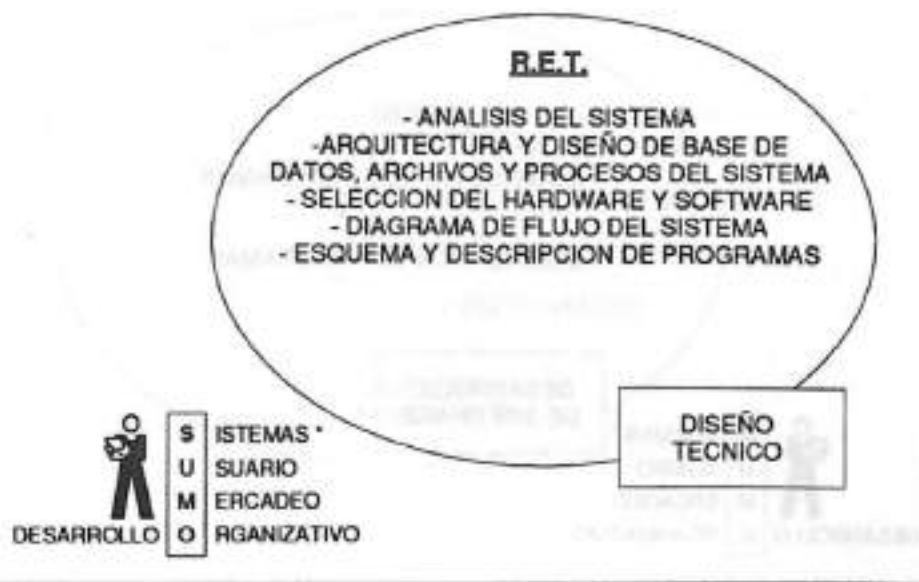 R.E.T.
- ANALISIS DEL SISTEMA
-ARQUITECTURA Y DISEÑO DE BASE DE
DATOS, ARCHIVOS Y PROCESOS DEL SISTEMA
- SELECCION DEL HARDWARE Y SOFTWARE
- DIAGRAMA DE FLUJO DEL SISTEMA
- ESQUEMA Y DESCRIPCION DE PROGRAMAS
DISEÑO
TECNICO
S ISTEMAS *
U SUARIO
M ERCADEO
DESARROLLO O RGANIZATIVO